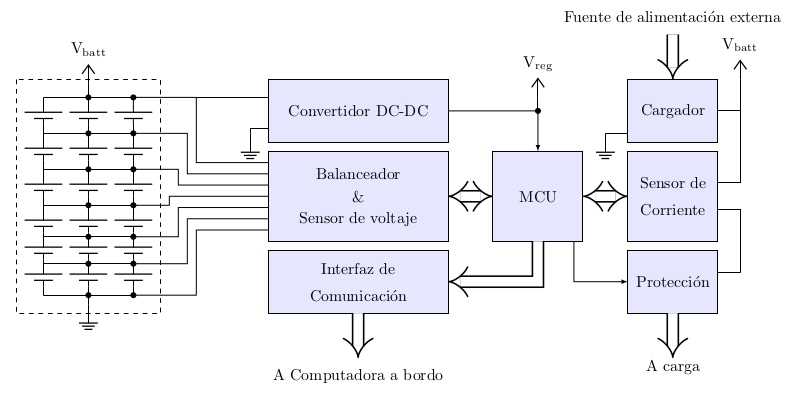 Fuente de alimentación externa
V_batt
V_batt
V_reg
Convertidor DC-DC
Cargador
Balanceador
&
Sensor de voltaje
MCU
Sensor de
Corriente
Interfaz de
Comunicación
Protección
A Computadora a bordo
A carga